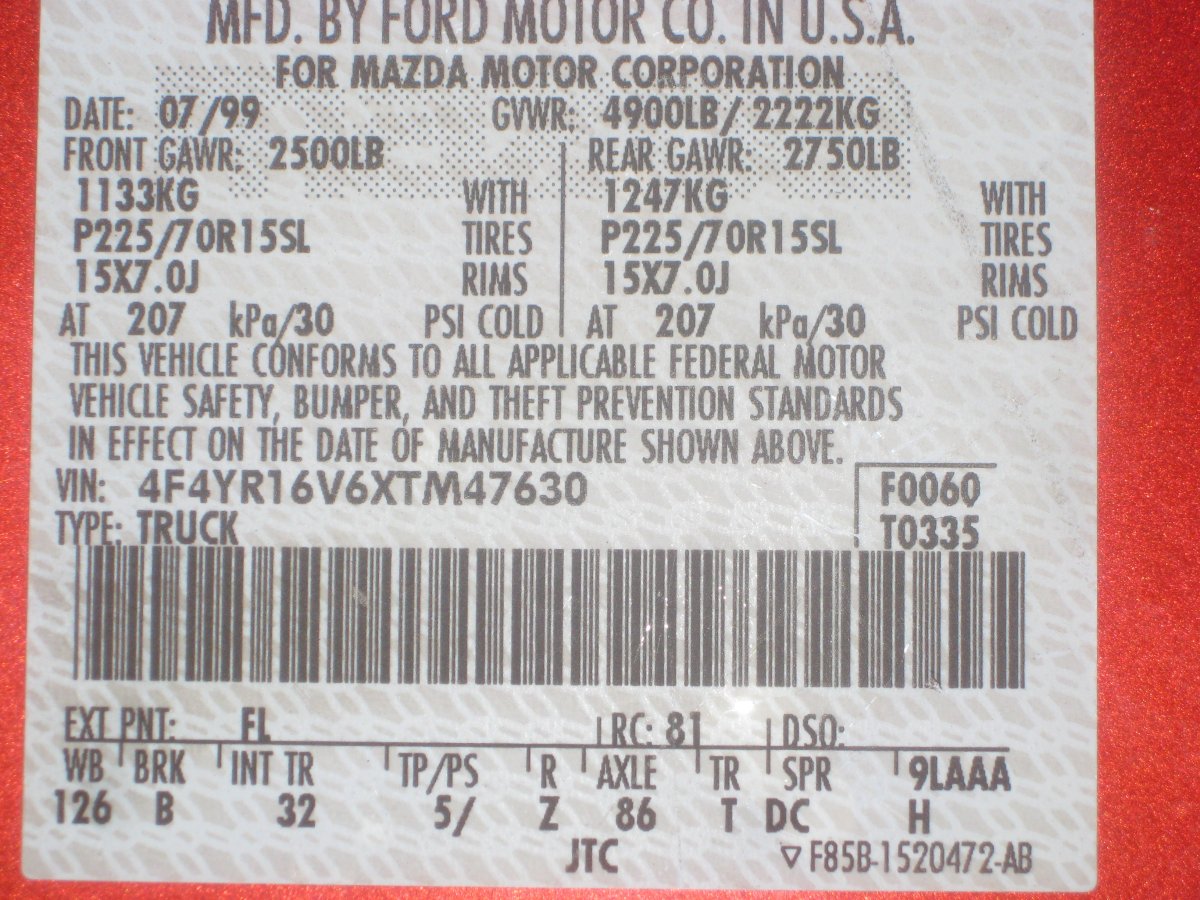 MFD. BY FORD MOTOR CO. IN U.S.A.
FOR MAZDA MOTOR CORPORATION
DATE: 07/99 GVWR: 4900LB/ 2222KG
FRONT GAWR: 2500LB REAR GAWR: 2750LB
1133KG WITH 1247KG WITH
P225/70R15SL TIRES P225/70R15SL TIRES
15X7.0J RIMS 15X7.0J RIMS
AT 207 kPa/30 PSI COLD AT 207 kPa/30 PSI COLD
THIS VEHICLE CONFORMS TO ALL APPLICABLE FEDERAL MOTOR
VEHICLE SAFETY, BUMPER, AND THEFT PREVENTION STANDARDS
IN EFFECT ON THE DATE OF MANUFACTURE SHOWN ABOVE.
VIN: 4F4YR16V6XTM47630 F0060
TYPE: TRUCK T0335
EXT PNT: FL RC: 81 DSO:
WB BRK INT TR TP/PS R AXLE TR SPR 9LAAA
126 B 32 5/ Z 86 T DC H
JTC ▽F85B-1520472-AB